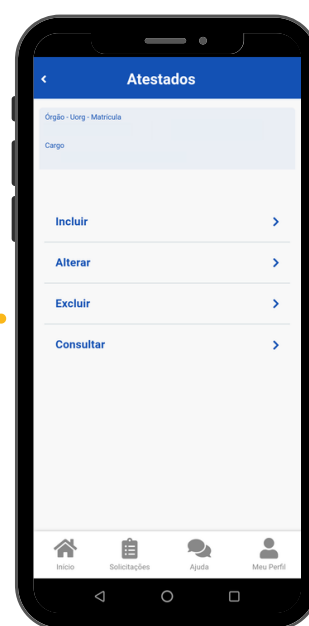 Atestados
Órgão - Uorg - Matrícula
Cargo
Incluir
Alterar
Excluir
Consultar
Início Solicitações Ajuda Meu Perfil